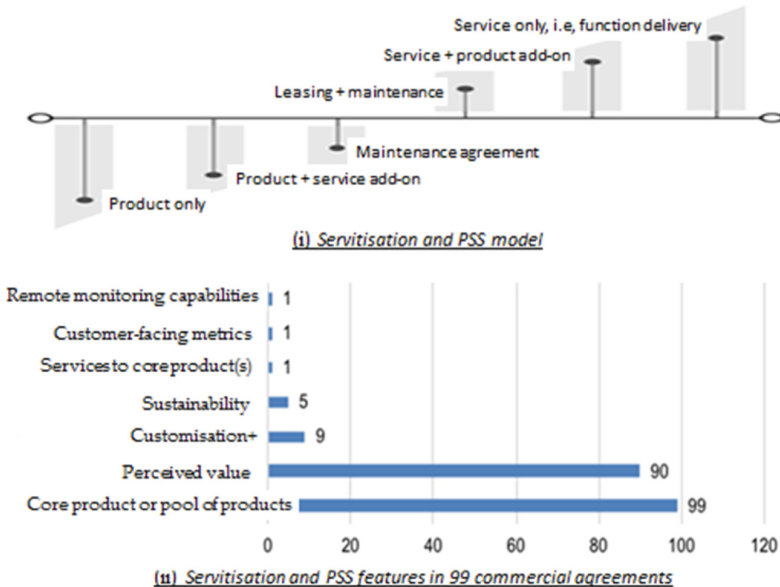 Service only, i.e, function delivery
Service + product add-on
Leasing + maintenance
Maintenance agreement
Product + service add-on
Product only
(i) Servitisation and PSS model
Remote monitoring capabilities 1
Customer-facing metrics 1
Services to core product(s) 1
Sustainability 5
Customisation+ 9
Perceived value 90
Core product or pool of products 99
0 20 40 60 80 100 120
(ii) Servitisation and PSS features in 99 commercial agreements